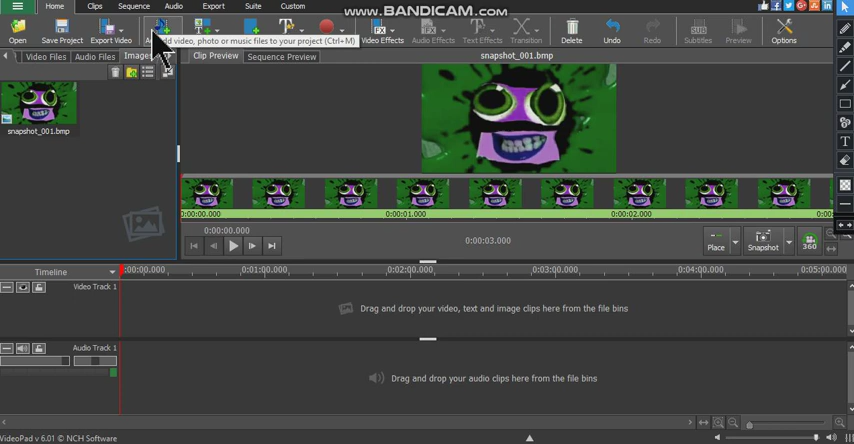 www.BANDICAM.com
Home Clips Sequence Audio Export Suite Custom
Open Save Project Export Video Video Effects Audio Effects Text Effects Transition Delete Undo Subtitles Preview Options
Add video, photo or music files to your project (Ctrl+M)
Video Files Audio Files Images Clip Preview Sequence Preview snapshot_001.bmp
snapshot_001.bmp
0:00:00.000 0:00:01.000 0:00:02.000
0:00:00.000
0:00:03.000
Place Snapshot 360
Timeline 0:00:00.000 0:01:00.000 0:02:00.000 0:03:00.000 0:04:00.000 0:05:00.000
Video Track 1
Drag and drop your video, text and image clips here from the file bins
Audio Track 1
Drag and drop your audio clips here from the file bins
VideoPad v 6.01 © NCH Software